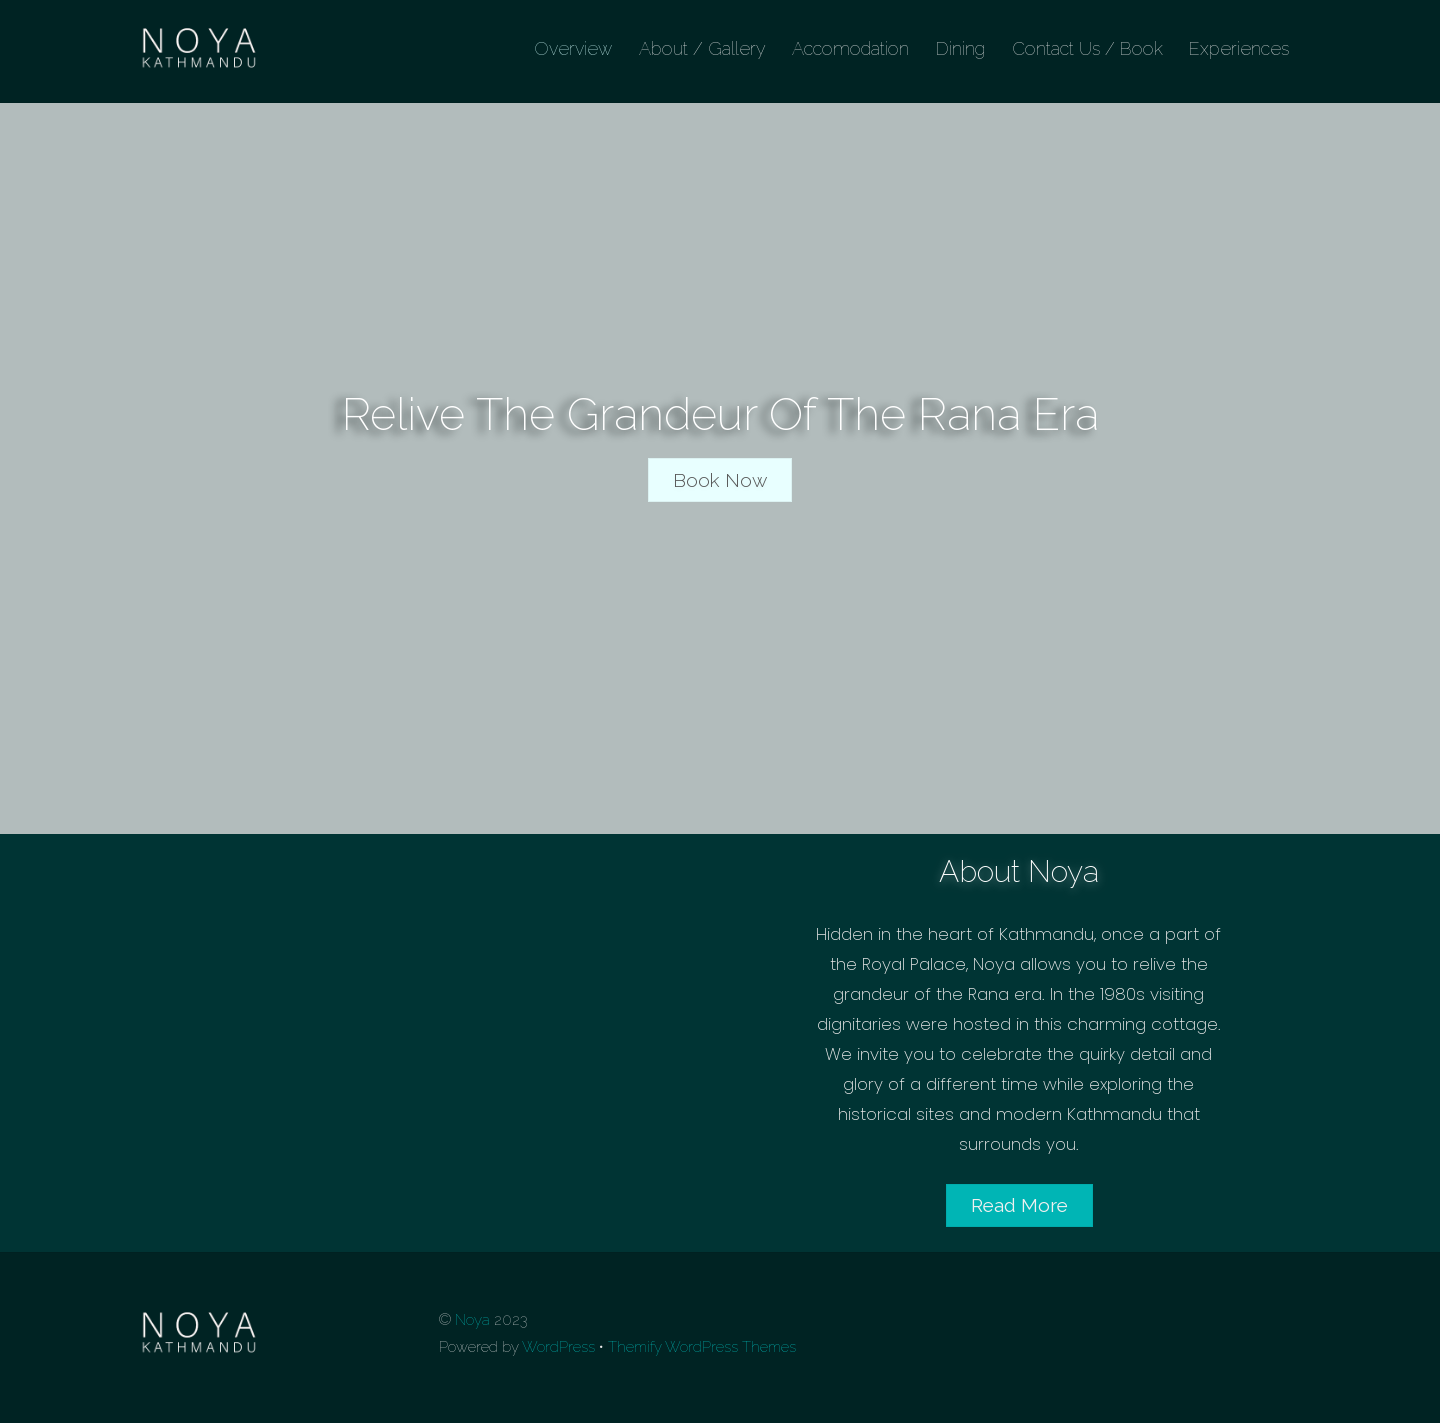 NOYA
KATHMANDU
Overview About / Gallery Accomodation Dining Contact Us / Book Experiences
Relive The Grandeur Of The Rana Era
Book Now
About Noya
Hidden in the heart of Kathmandu, once a part of
the Royal Palace, Noya allows you to relive the
grandeur of the Rana era. In the 1980s visiting
dignitaries were hosted in this charming cottage.
We invite you to celebrate the quirky detail and
glory of a different time while exploring the
historical sites and modern Kathmandu that
surrounds you.
Read More
NOYA
KATHMANDU
© Noya 2023
Powered by WordPress • Themify WordPress Themes